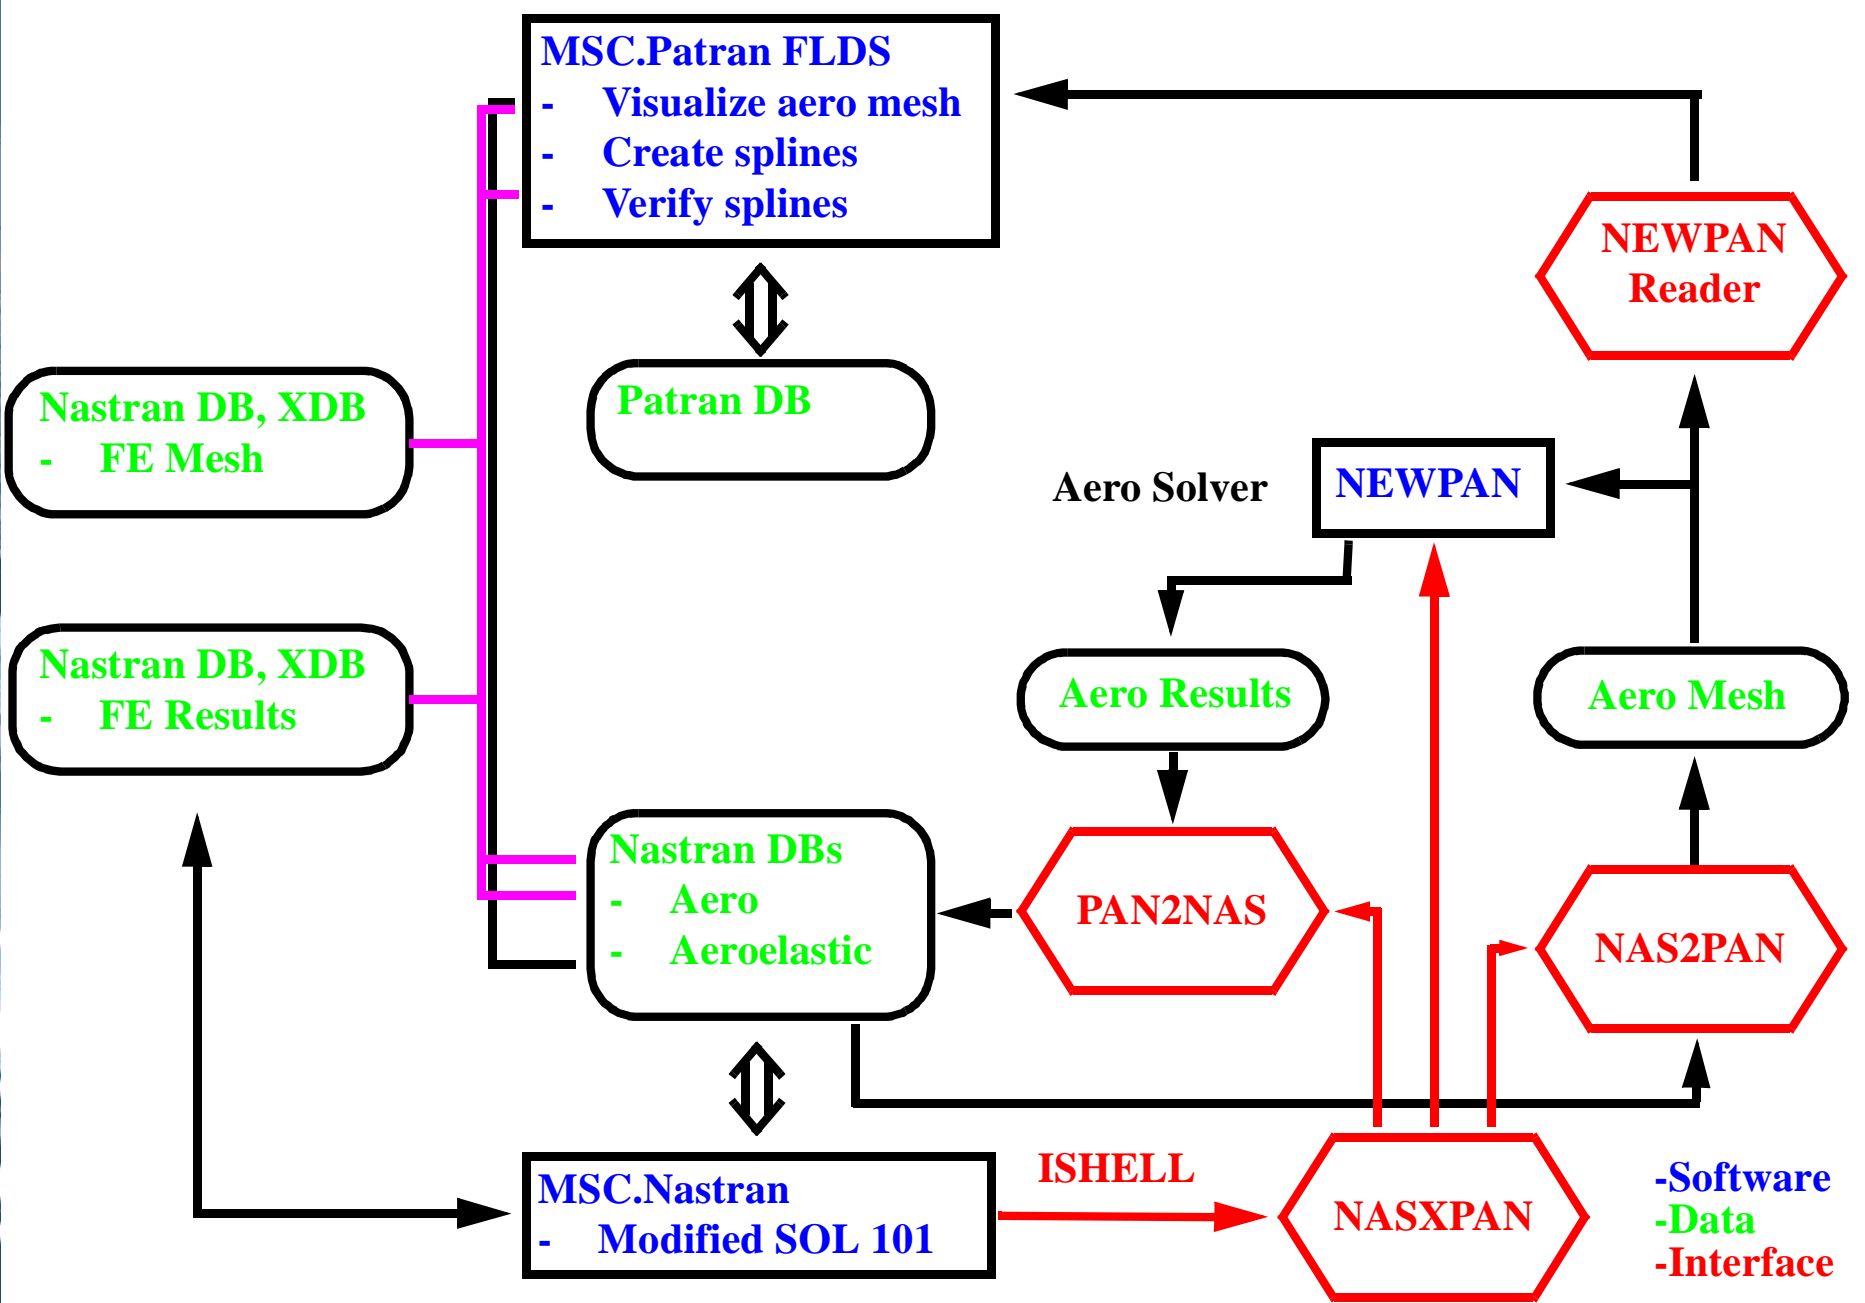 MSC.Patran FLDS
- Visualize aero mesh
- Create splines
- Verify splines
NEWPAN
Reader
Nastran DB, XDB
- FE Mesh
Patran DB
Aero Solver
NEWPAN
Nastran DB, XDB
- FE Results
Aero Results
Aero Mesh
Nastran DBs
- Aero
- Aeroelastic
PAN2NAS
NAS2PAN
MSC.Nastran
- Modified SOL 101
ISHELL
NASXPAN
-Software
-Data
-Interface